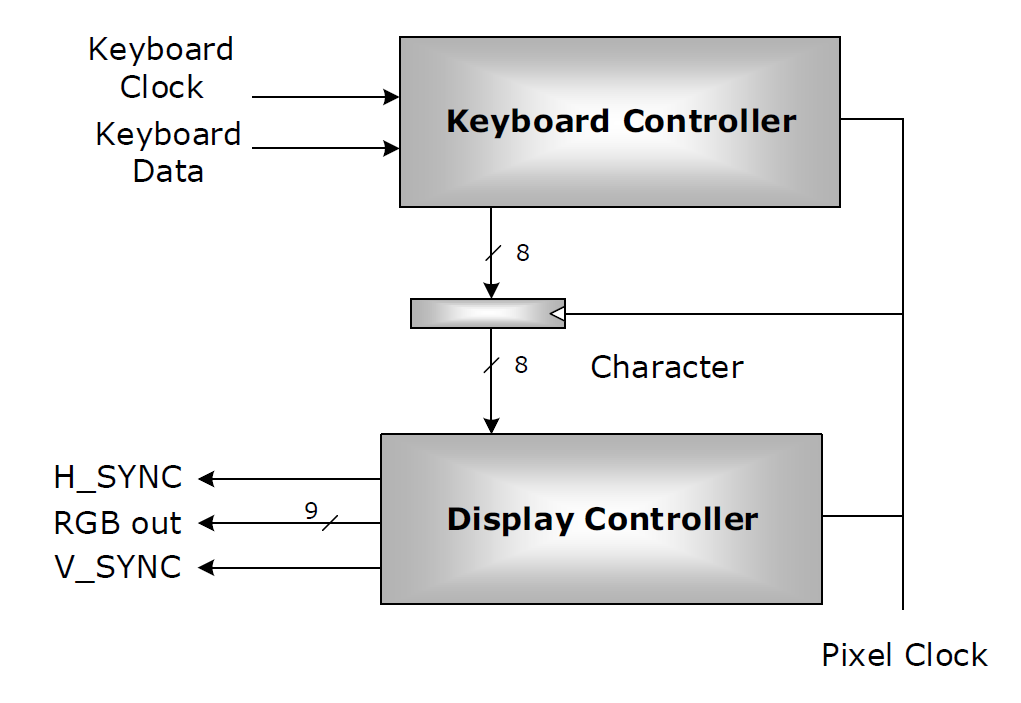 Keyboard
Clock
Keyboard
Data
Keyboard Controller
8
8
Character
H_SYNC
RGB out
V_SYNC
9
Display Controller
Pixel Clock